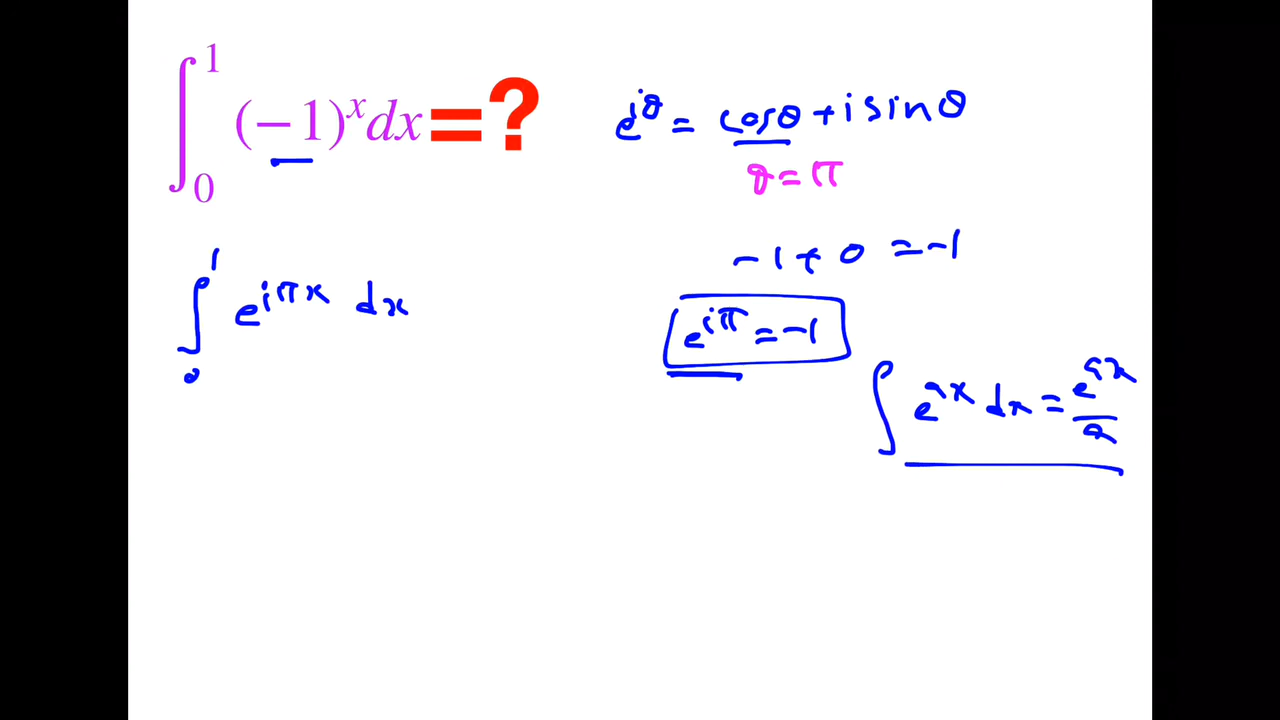 ∫₀¹ (−1)ˣ dx = ?
e^{iθ} = cosθ + i sinθ
θ = π
−1 + 0 = −1
∫₀¹ e^{iπx} dx
e^{iπ} = −1
∫ e^{ax} dx = e^{ax}/a